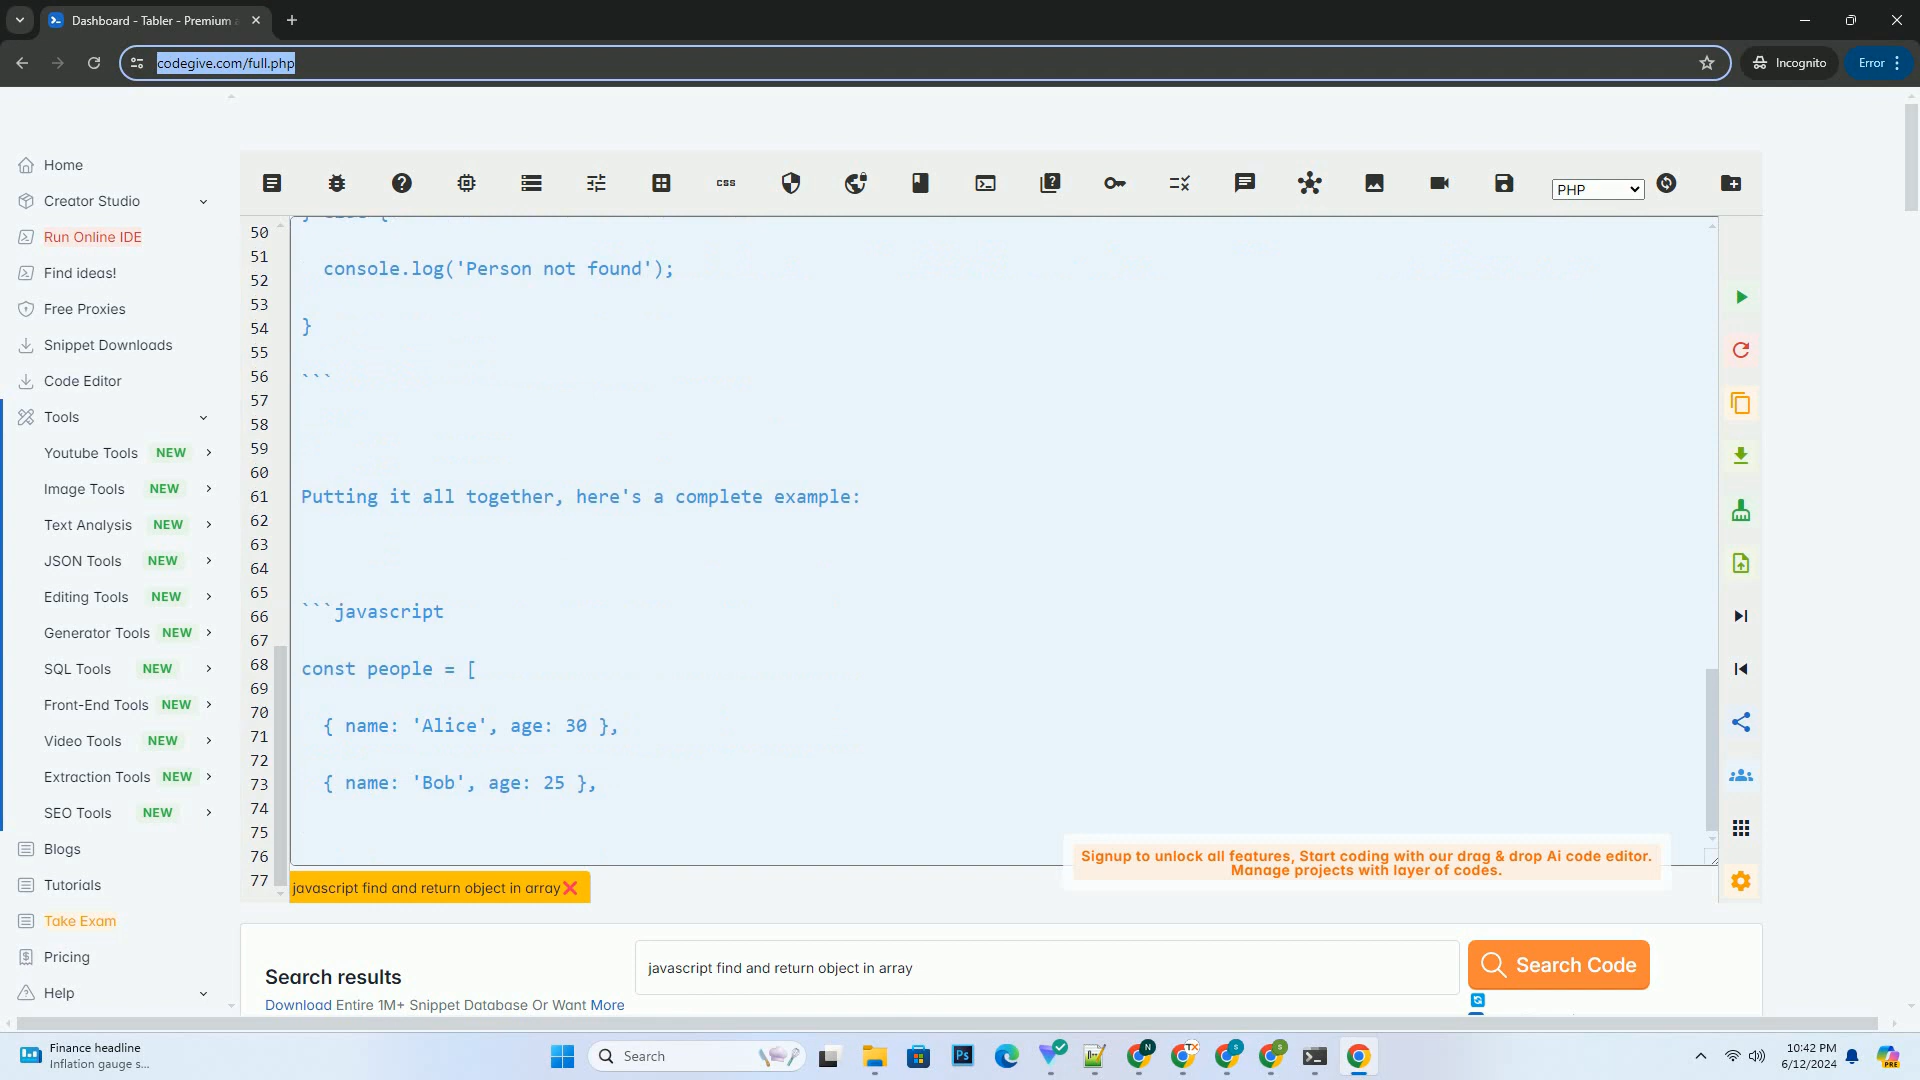 Dashboard - Tabler - Premium
codegive.com/full.php
Incognito
Error
Home
Creator Studio
Run Online IDE
Find ideas!
Free Proxies
Snippet Downloads
Code Editor
Tools
Youtube Tools NEW
Image Tools NEW
Text Analysis NEW
JSON Tools NEW
Editing Tools NEW
Generator Tools NEW
SQL Tools NEW
Front-End Tools NEW
Video Tools NEW
Extraction Tools NEW
SEO Tools NEW
Blogs
Tutorials
Take Exam
Pricing
Help
css
PHP
50
51
52
53
54
55
56
57
58
59
60
61
62
63
64
65
66
67
68
69
70
71
72
73
74
75
76
77
} else {
console.log('Person not found');
}
```
Putting it all together, here's a complete example:
```javascript
const people = [
{ name: 'Alice', age: 30 },
{ name: 'Bob', age: 25 },
Signup to unlock all features, Start coding with our drag & drop Ai code editor.
Manage projects with layer of codes.
javascript find and return object in array
Search results
Download Entire 1M+ Snippet Database Or Want More
javascript find and return object in array
Search Code
Finance headline
Inflation gauge s...
Search
Ps
N
TX
S
S
PRE
10:42 PM
6/12/2024